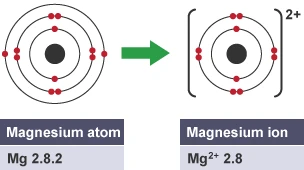 2+
Magnesium atom
Mg 2.8.2
Magnesium ion
Mg²⁺ 2.8